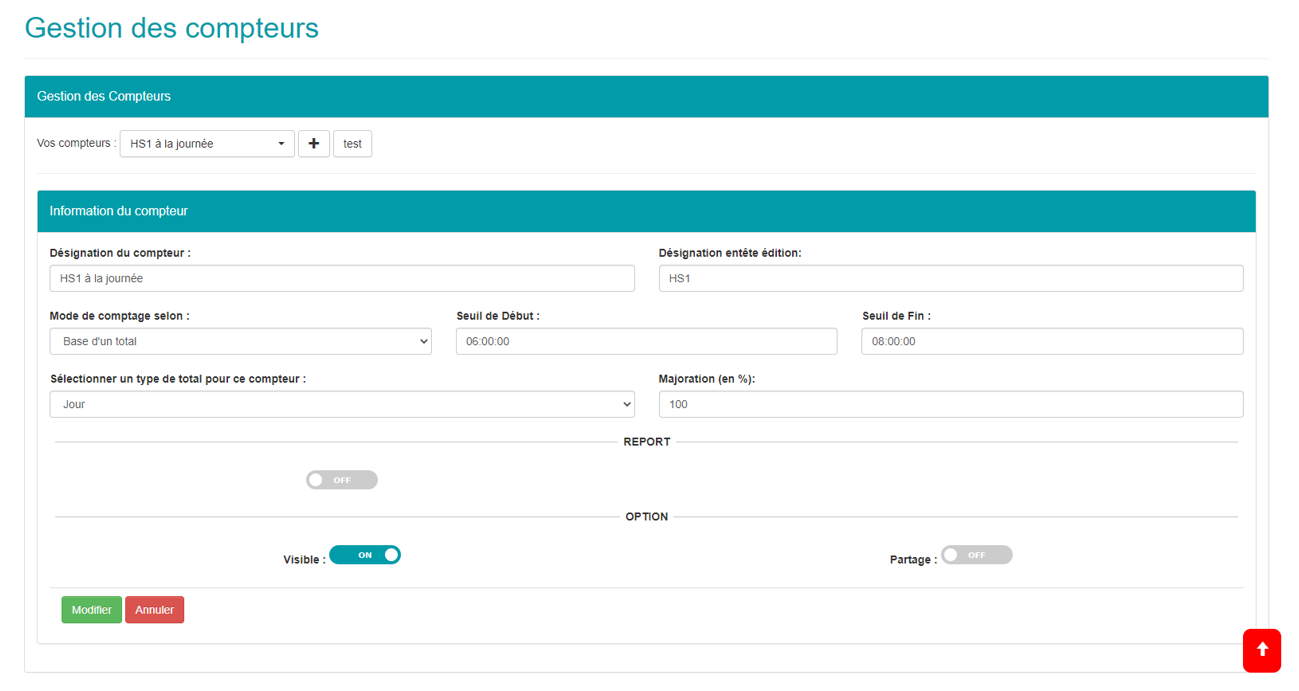 Gestion des compteurs
Gestion des Compteurs
Vos compteurs : HS1 à la journée + test
Information du compteur
Désignation du compteur : Désignation entête édition:
HS1 à la journée HS1
Mode de comptage selon : Seuil de Début : Seuil de Fin :
Base d'un total 06:00:00 08:00:00
Sélectionner un type de total pour ce compteur : Majoration (en %):
Jour 100
REPORT
OFF
OPTION
Visible : ON Partage : OFF
Modifier Annuler